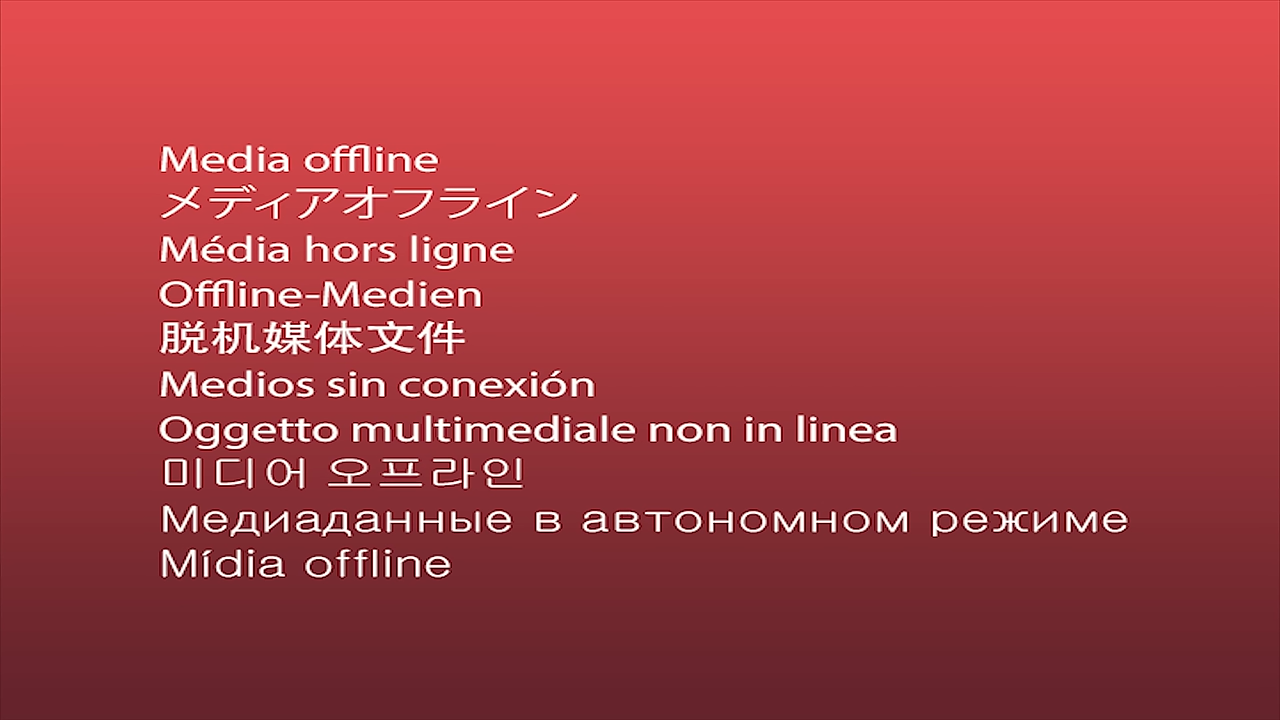 Media offline
メディアオフライン
Média hors ligne
Offline-Medien
脱机媒体文件
Medios sin conexión
Oggetto multimediale non in linea
미디어 오프라인
Медиаданные в автономном режиме
Mídia offline